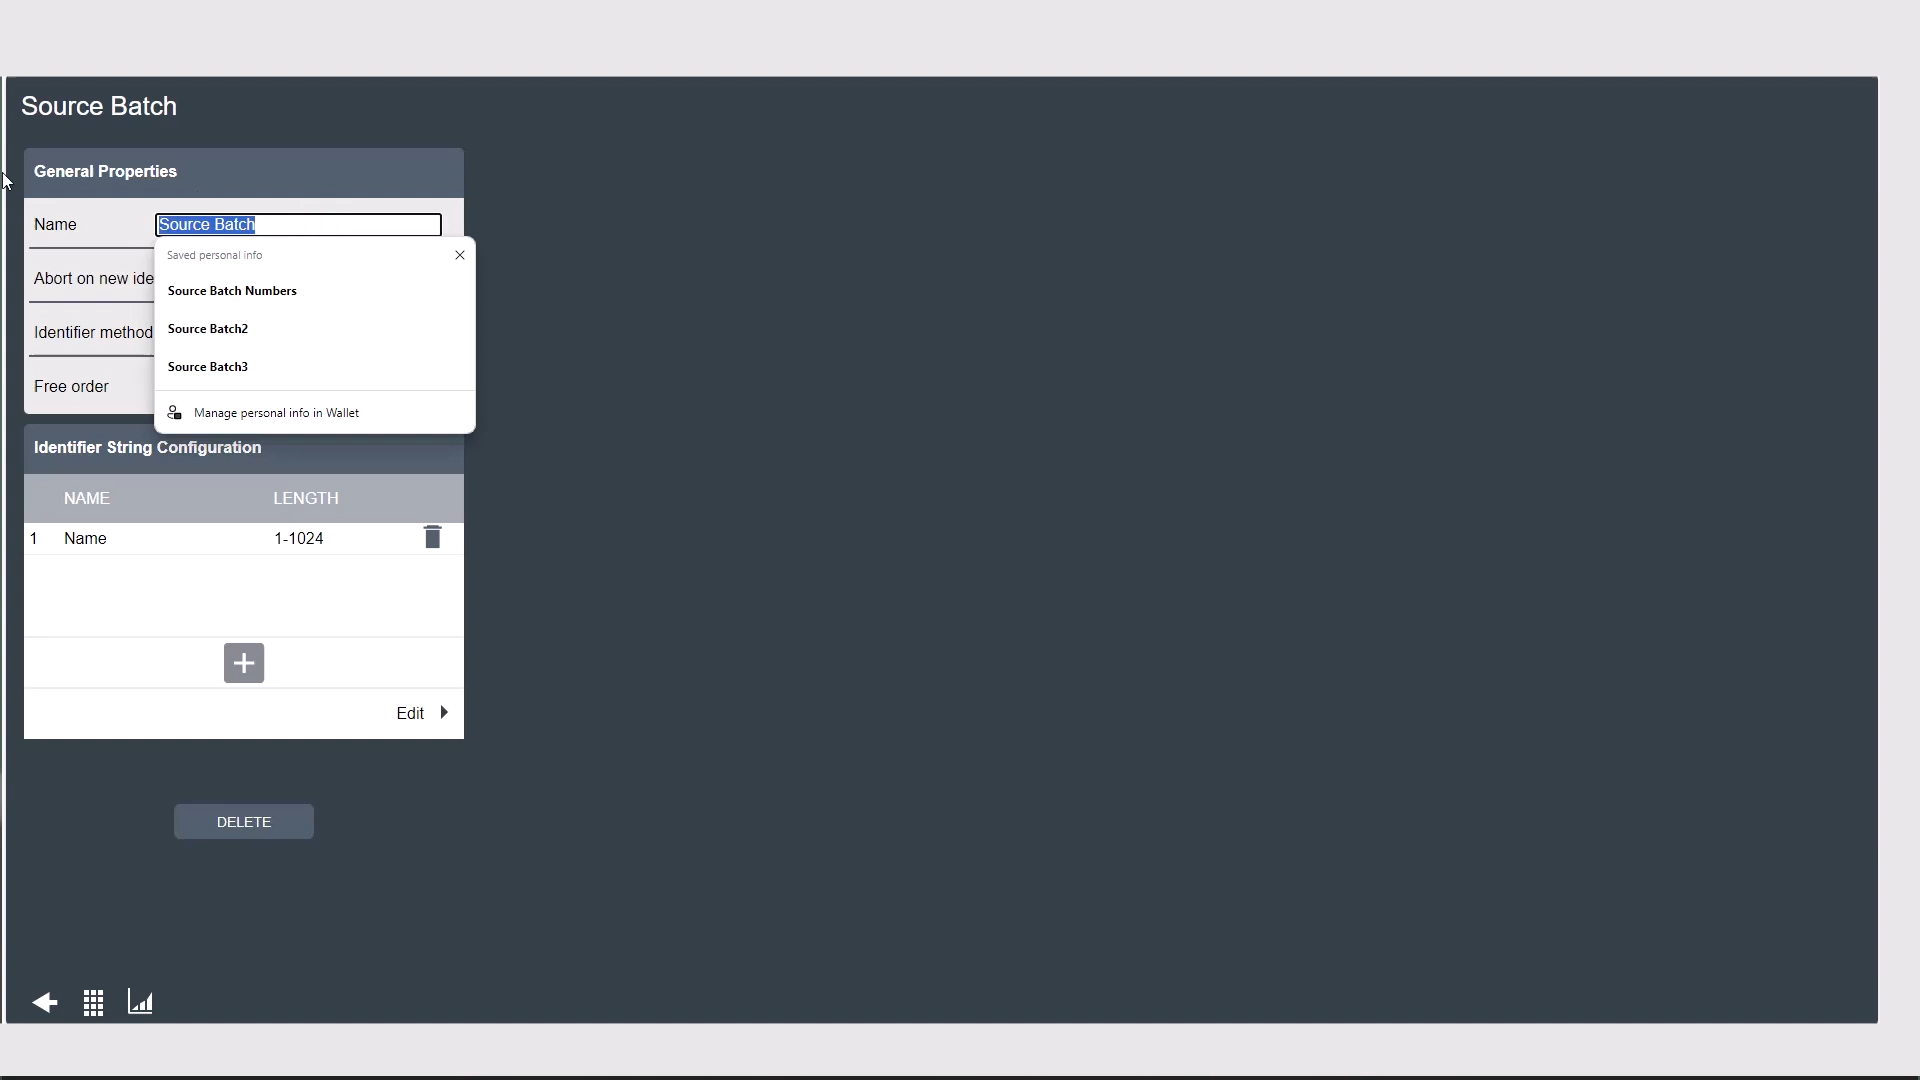 Source Batch
General Properties
Name Source Batch
Saved personal info
Abort on new ide
Source Batch Numbers
Identifier method
Source Batch2
Source Batch3
Free order
Manage personal info in Wallet
Identifier String Configuration
NAME LENGTH
1 Name 1-1024
Edit
DELETE